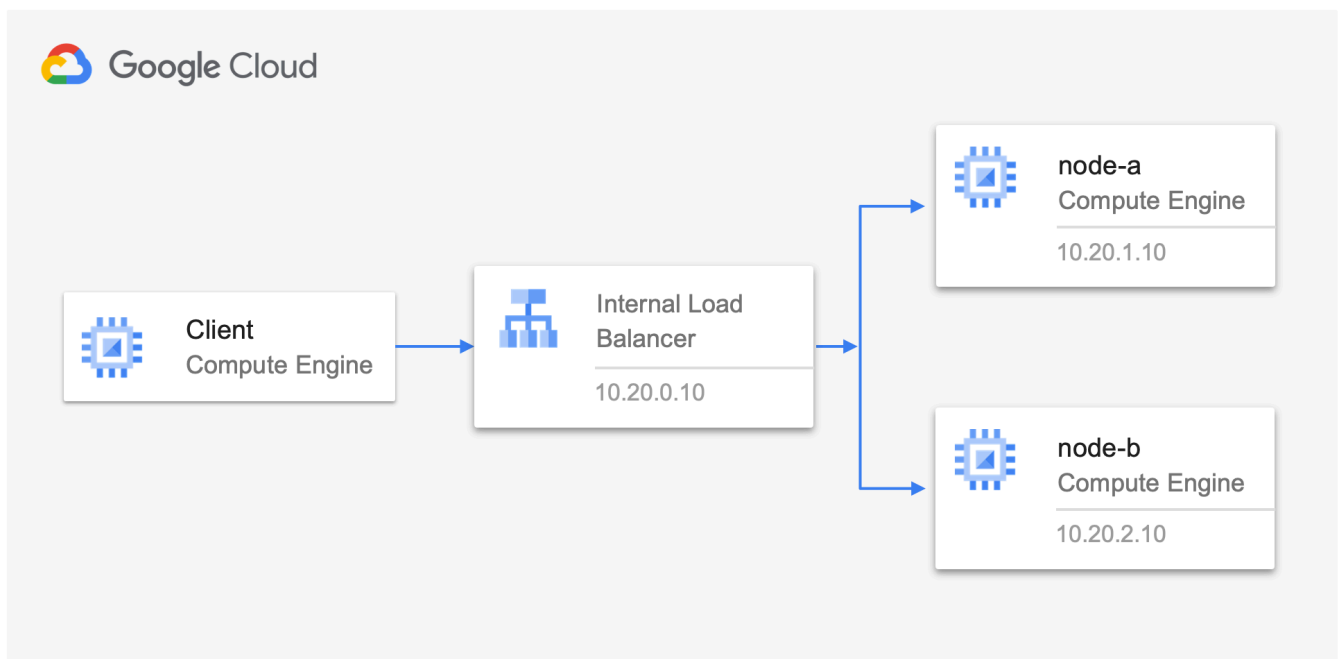 Google Cloud
Client
Compute Engine
Internal Load
Balancer
10.20.0.10
node-a
Compute Engine
10.20.1.10
node-b
Compute Engine
10.20.2.10